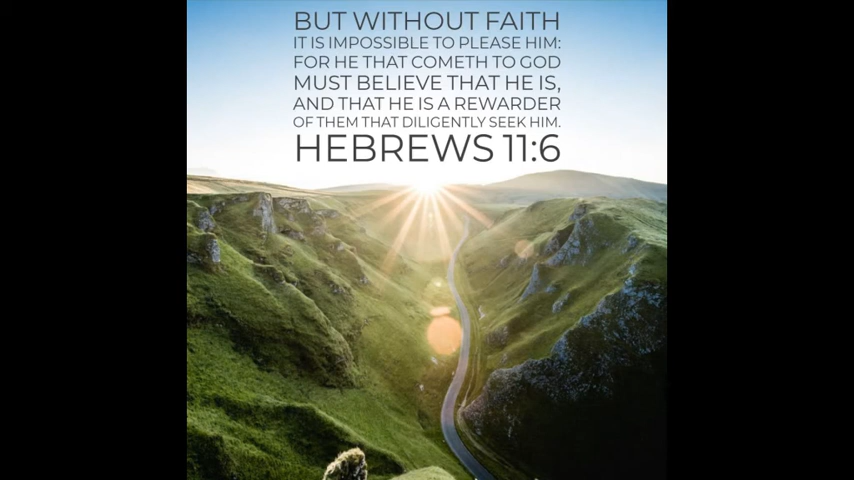 BUT WITHOUT FAITH
IT IS IMPOSSIBLE TO PLEASE HIM:
FOR HE THAT COMETH TO GOD
MUST BELIEVE THAT HE IS,
AND THAT HE IS A REWARDER
OF THEM THAT DILIGENTLY SEEK HIM.
HEBREWS 11:6